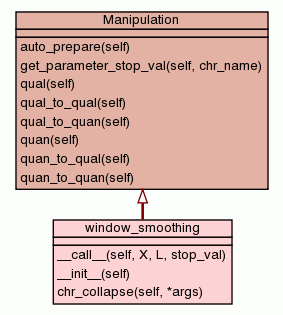 Manipulation
auto_prepare(self)
get_parameter_stop_val(self, chr_name)
qual(self)
qual_to_qual(self)
qual_to_quan(self)
quan(self)
quan_to_qual(self)
quan_to_quan(self)
window_smoothing
__call__(self, X, L, stop_val)
__init__(self)
chr_collapse(self, *args)